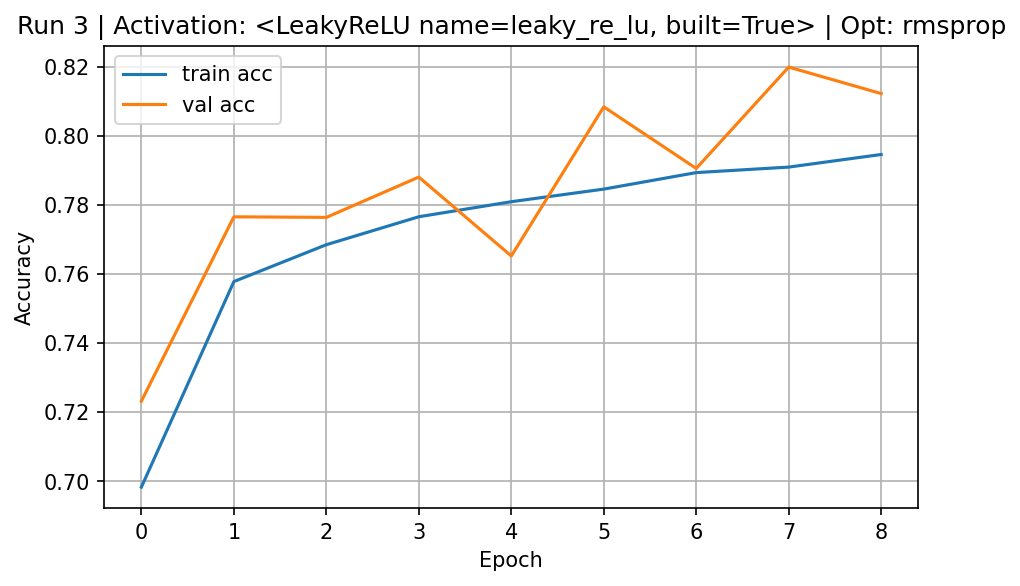 Run 3 | Activation: <LeakyReLU name=leaky_re_lu, built=True> | Opt: rmsprop
train acc
val acc
0.82
0.80
0.78
0.76
0.74
0.72
0.70
Accuracy
0 1 2 3 4 5 6 7 8
Epoch